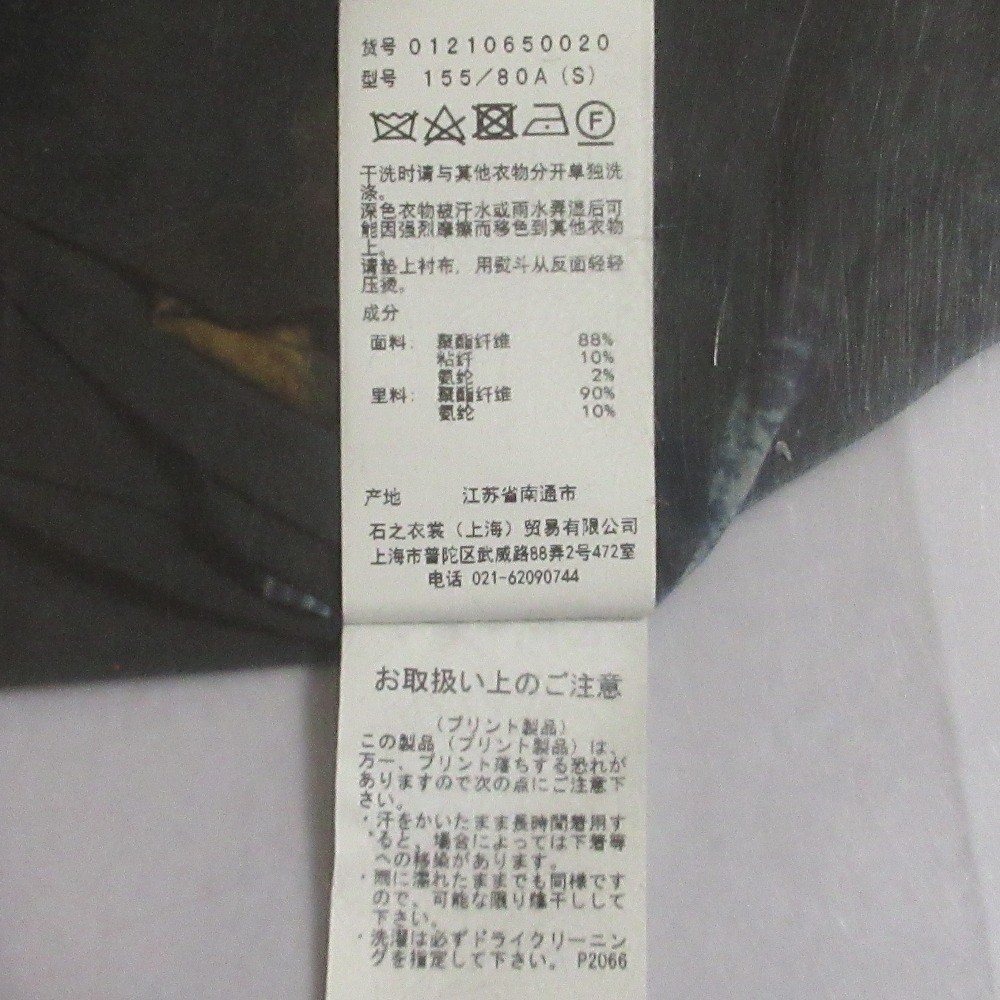 货号 01210650020
型号 155/80A(S)
F
干洗时请与其他衣物分开单独洗
涤。
深色衣物被汗水或雨水弄湿后可
能因强烈摩擦而移色到其他衣物
上。
请垫上衬布，用熨斗从反面轻轻
压烫。
成分
面料: 聚酯纤维 88%
粘纤 10%
氨纶 2%
里料: 聚酯纤维 90%
氨纶 10%
产地 江苏省南通市
石之衣裳（上海）贸易有限公司
上海市普陀区武威路88弄2号472室
电话 021-62090744
お取扱い上のご注意
（プリント製品）
この製品（プリント製品）は、
万一、プリント落ちする恐れが
ありますので次の点にご注意下
さい。
・汗をかいたまま長時間着用す
ると、場合によっては下着等
への移染があります。
・雨に濡れたままでも同様です
ので、可能な限り陰干しして
下さい。
・洗濯は必ずドライクリーニン
グを指定して下さい。 P2066